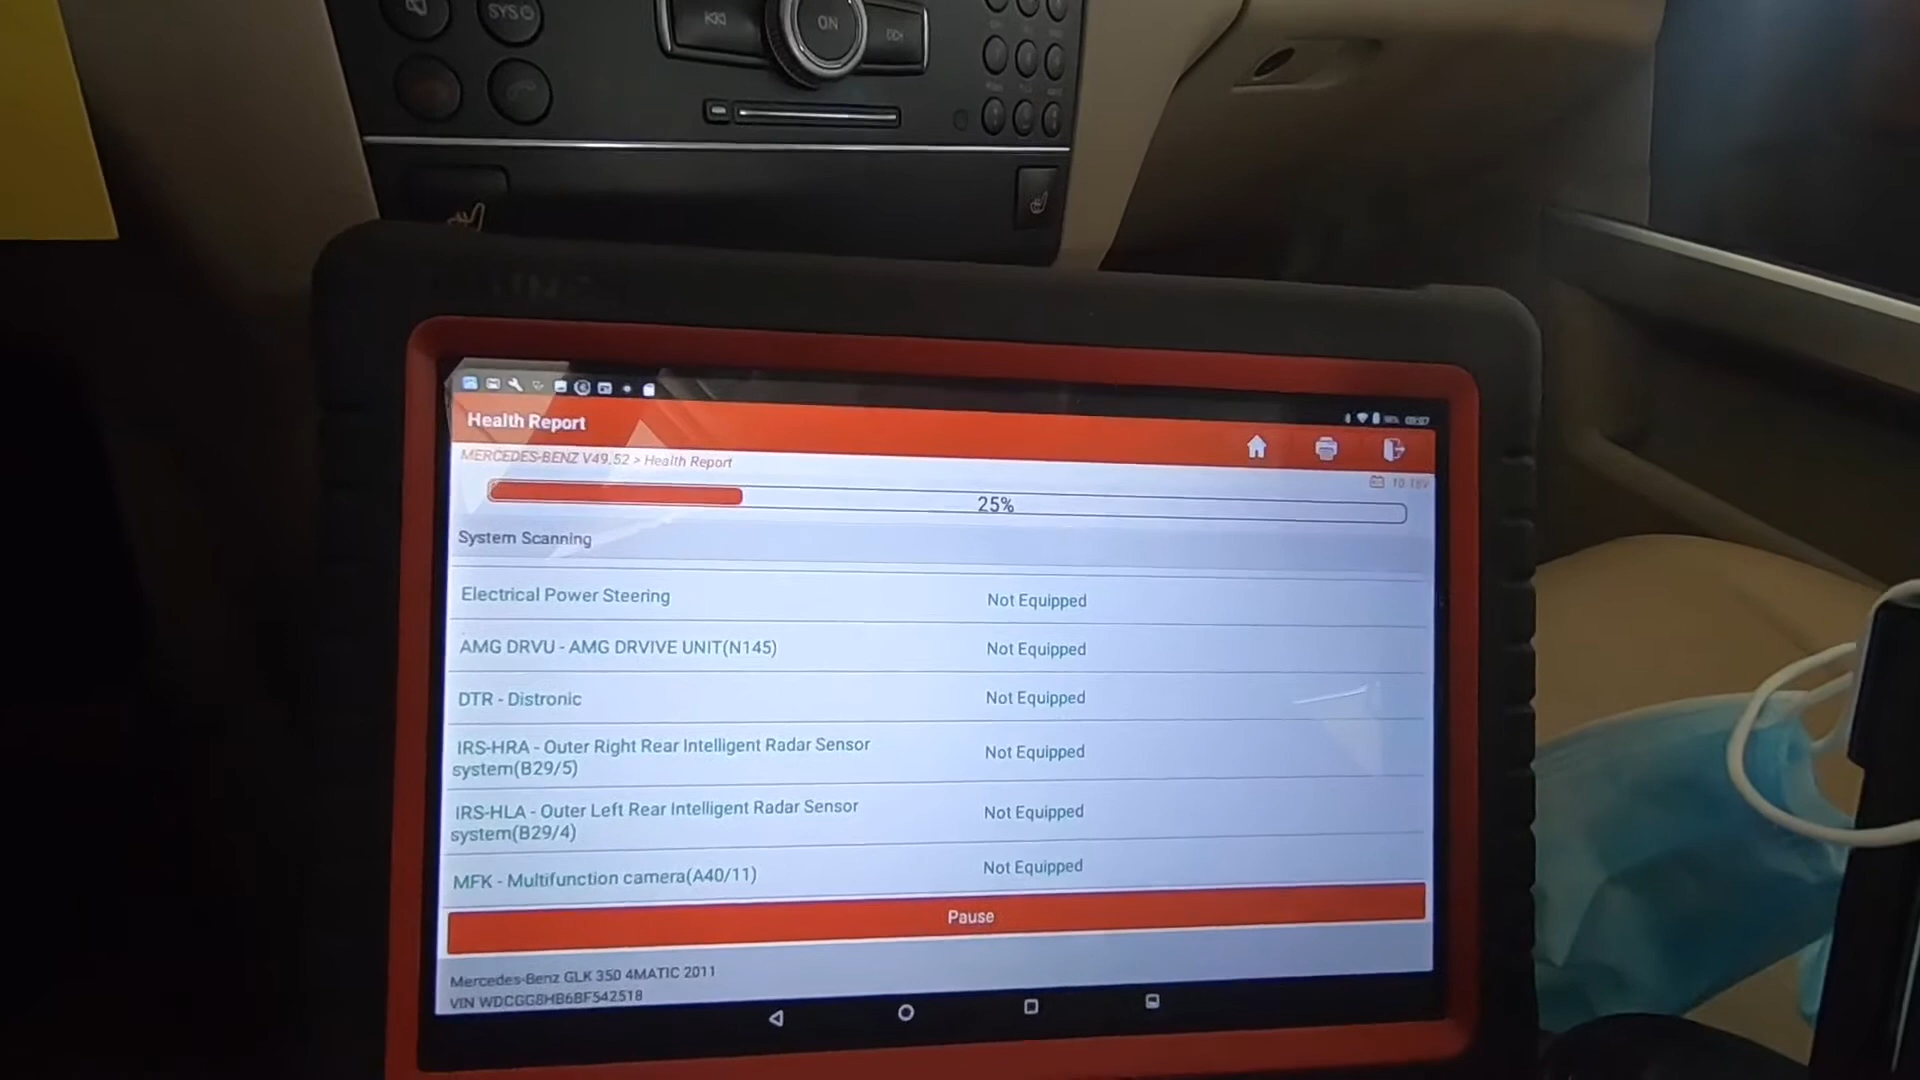 SYS
ON
Health Report
MERCEDES-BENZ V49.52 > Health Report
25%
System Scanning
Electrical Power Steering Not Equipped
AMG DRVU - AMG DRVIVE UNIT(N145) Not Equipped
DTR - Distronic Not Equipped
IRS-HRA - Outer Right Rear Intelligent Radar Sensor
system(B29/5) Not Equipped
IRS-HLA - Outer Left Rear Intelligent Radar Sensor
system(B29/4) Not Equipped
MFK - Multifunction camera(A40/11) Not Equipped
Pause
Mercedes-Benz GLK 350 4MATIC 2011
VIN WDCGG8HB6BF542518